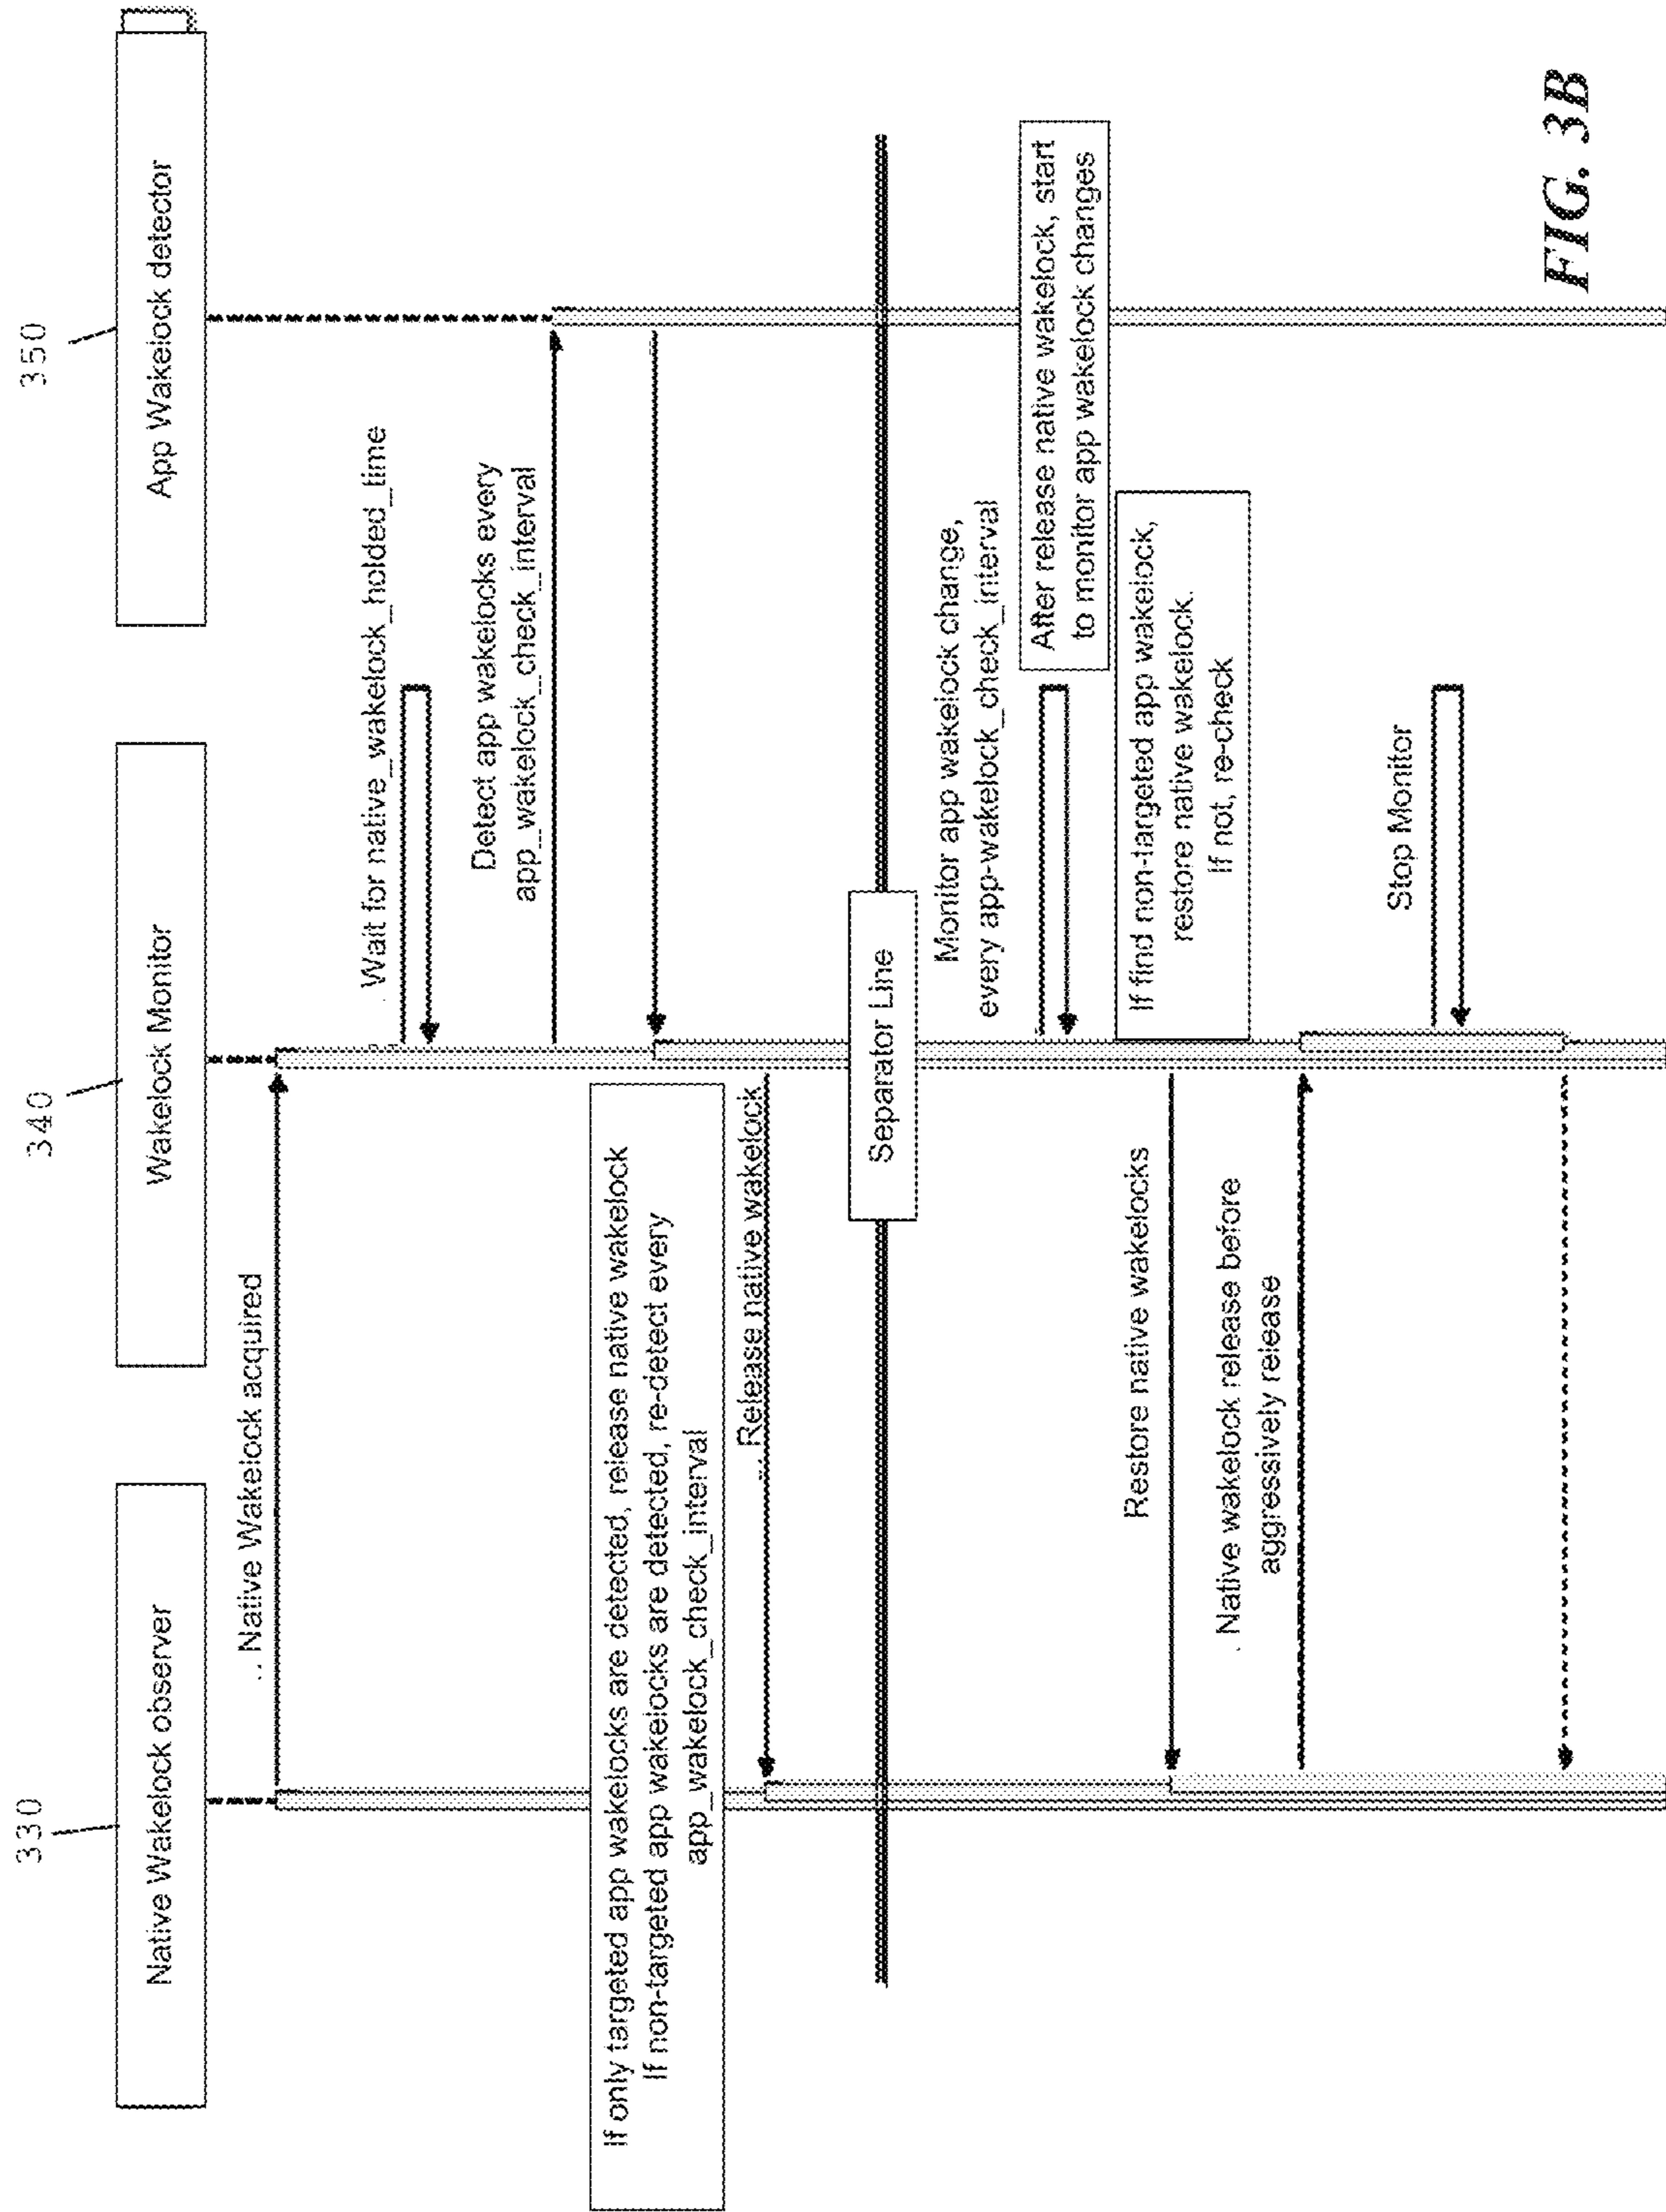 330
340
350
Native Wakelock observer
Wakelock Monitor
App Wakelock detector
.. Native Wakelock acquired
. Wait for native_wakelock_holded_time
Detect app wakelocks every
app_wakelock_check_interval
If only targeted app wakelocks are detected, release native wakelock
If non-targeted app wakelocks are detected, re-detect every
app_wakelock_check_interval
...Release native wakelock
Separator Line
Monitor app wakelock change,
every app-wakelock_check_interval
After release native wakelock, start
to monitor app wakelock changes
If find non-targeted app wakelock,
restore native wakelock.
If not, re-check
Restore native wakelocks
. Native wakelock release before
aggressively release
Stop Monitor
FIG. 3B